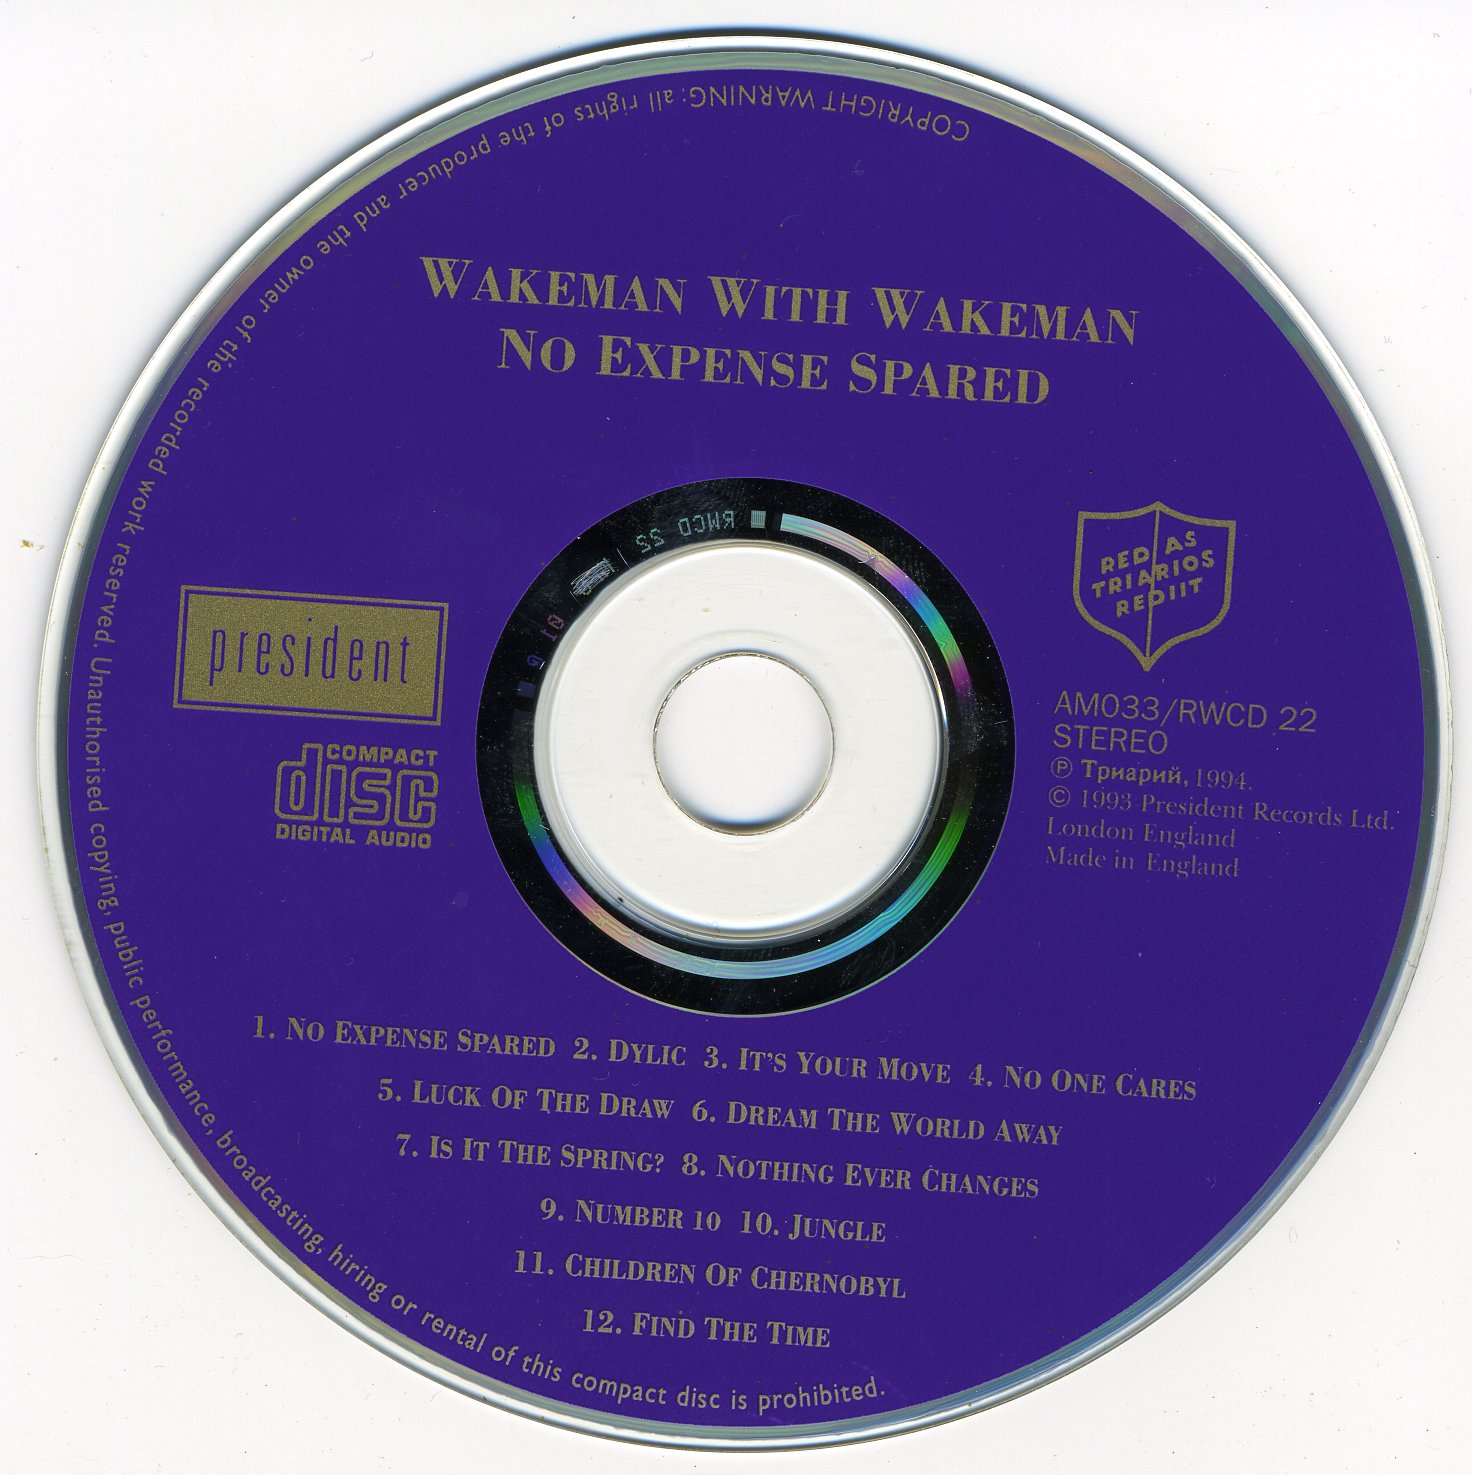 COPYRIGHT WARNING: all rights of the producer and the owner of the recorded work reserved. Unauthorised copying, public performance, broadcasting, hiring or rental of this compact disc is prohibited.
WAKEMAN WITH WAKEMAN
NO EXPENSE SPARED
RED AS
TRIARIOS
REDIIT
president
COMPACT
disc
DIGITAL AUDIO
AM033/RWCD 22
STEREO
℗ Триарий, 1994.
© 1993 President Records Ltd.
London England
Made in England
1. NO EXPENSE SPARED 2. DYLIC 3. IT'S YOUR MOVE 4. NO ONE CARES
5. LUCK OF THE DRAW 6. DREAM THE WORLD AWAY
7. IS IT THE SPRING? 8. NOTHING EVER CHANGES
9. NUMBER 10 10. JUNGLE
11. CHILDREN OF CHERNOBYL
12. FIND THE TIME